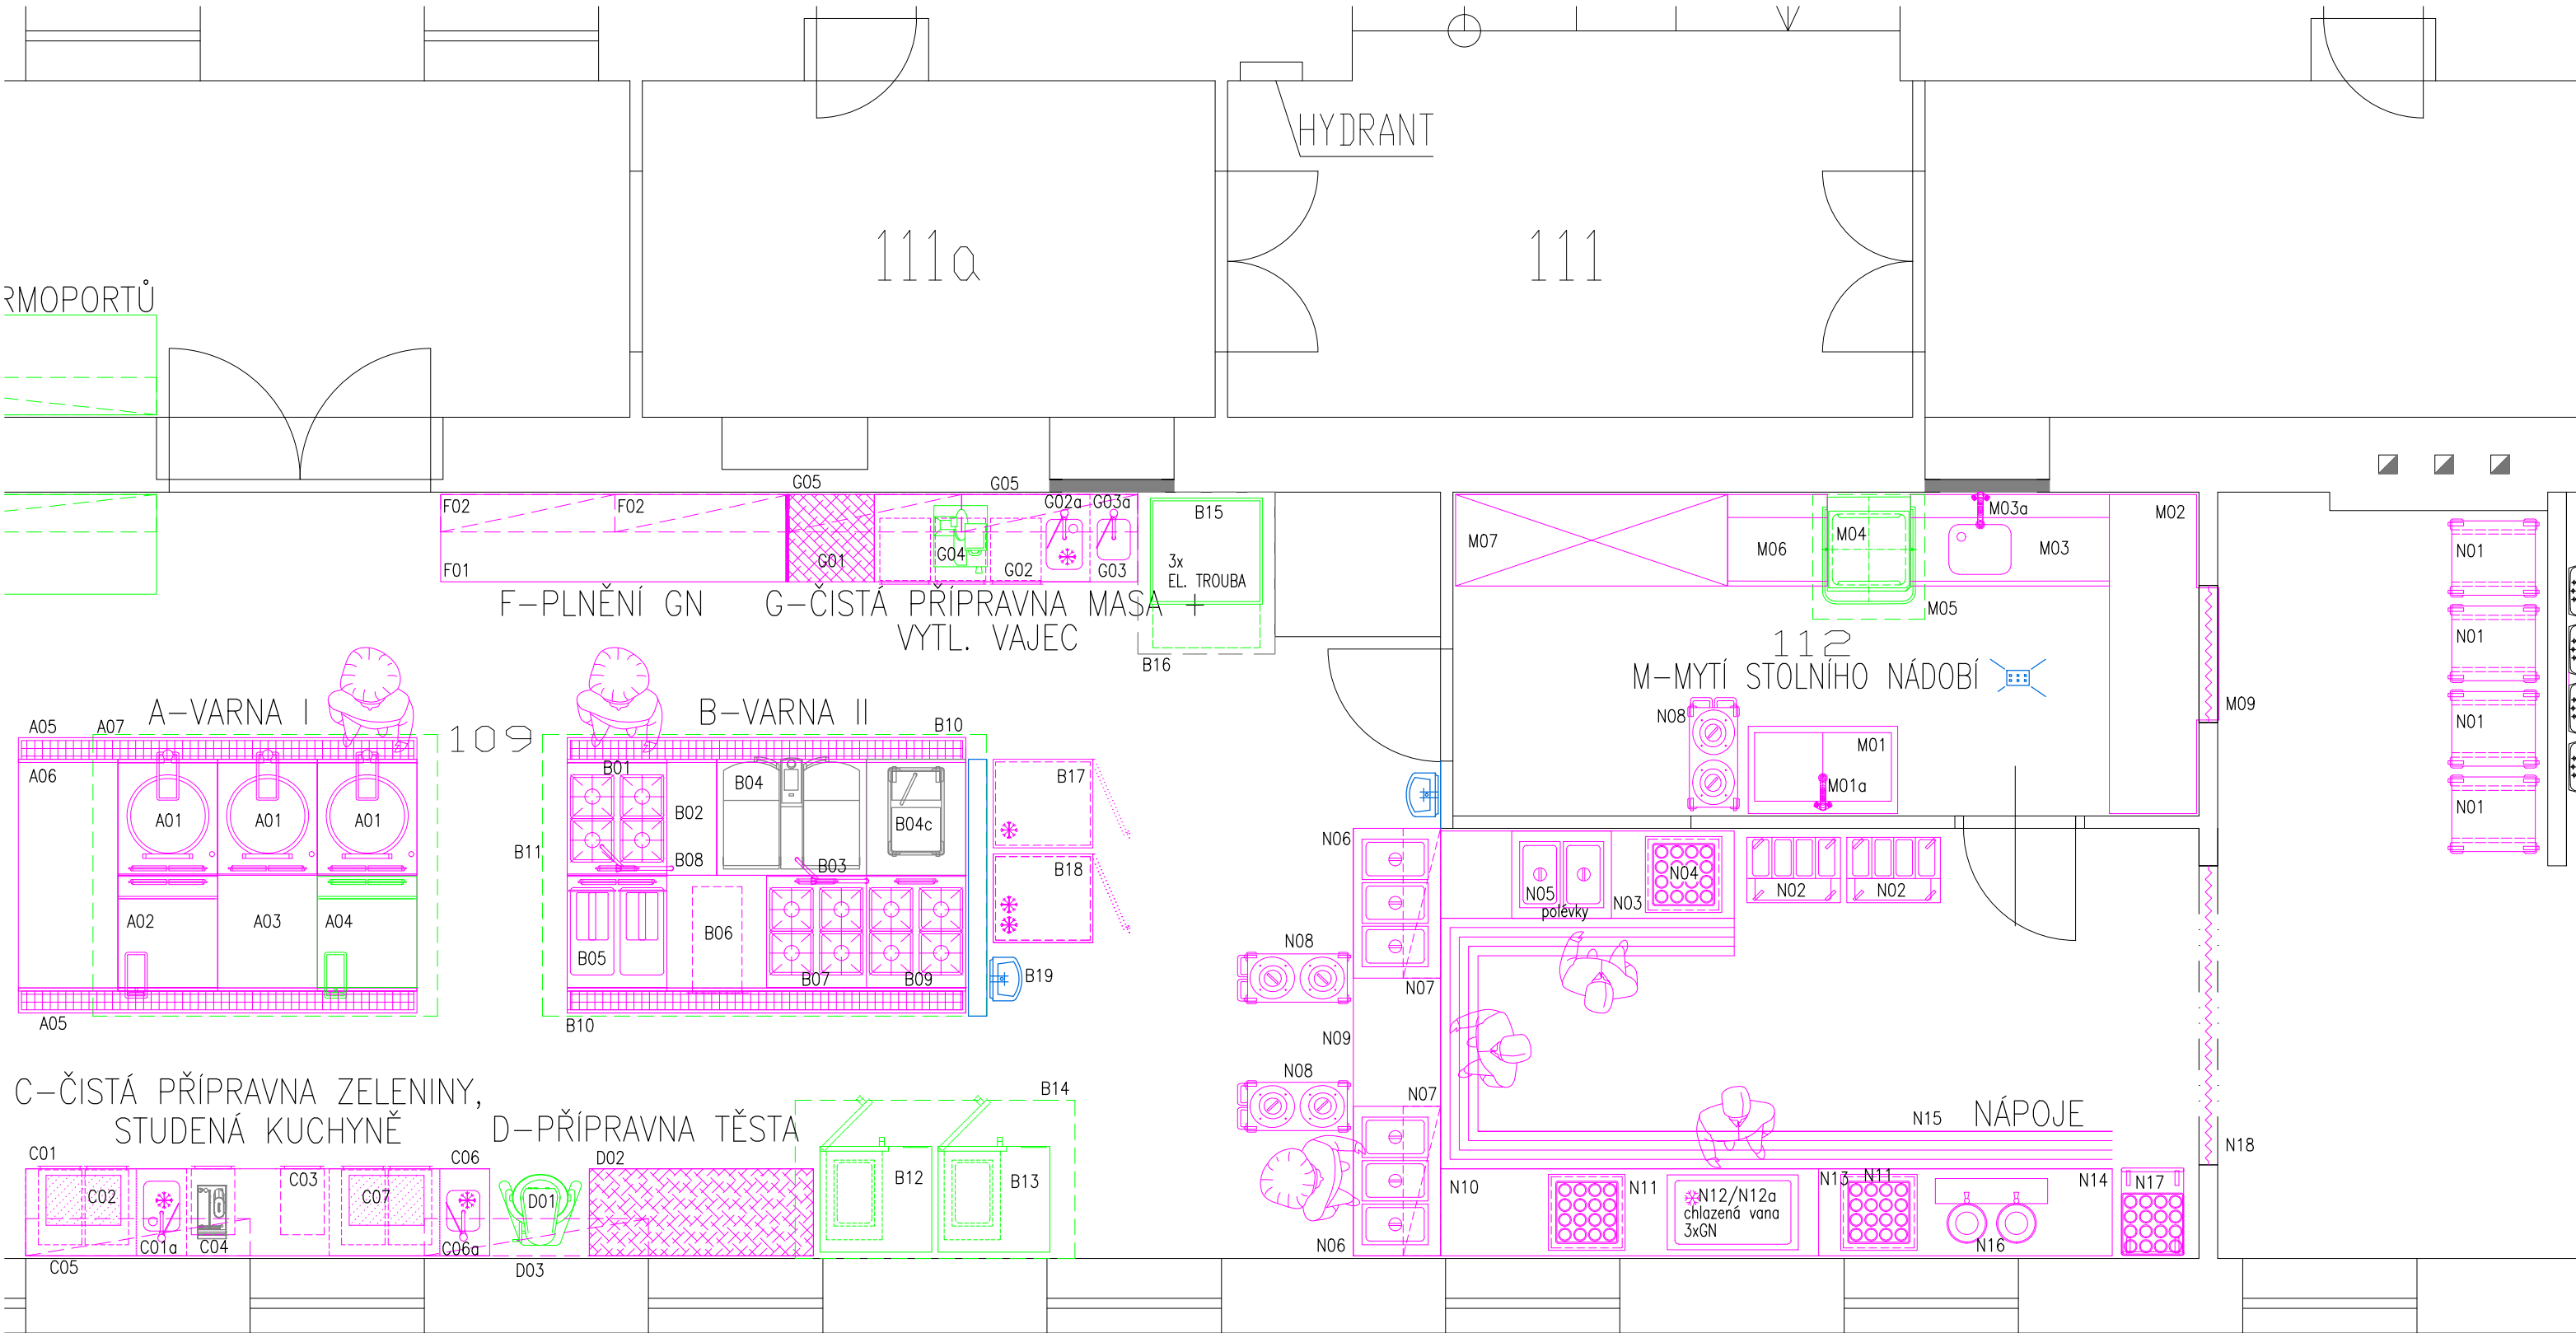 HYDRANT
111a
111
RMOPORTŮ
G05
G05
F02
F02
G02a
G03a
B15
M03a
M02
M07
M06
M04
M03
N01
F01
G01
G04
G02
G03
3x
EL. TROUBA
M05
F-PLNĚNÍ GN
G-ČISTÁ PŘÍPRAVNA MASA +
VYTL. VAJEC
B16
112
M-MYTÍ STOLNÍHO NÁDOBÍ
N01
A-VARNA I
B-VARNA II
109
A05
A07
B10
N08
M09
N01
A06
B01
B04
B17
M01
M01a
A01
A01
A01
B02
B04c
N01
B11
B08
B03
B18
N06
N05
polévky
N03
N04
N02
N02
A02
A03
A04
B06
B05
B07
B09
B19
N08
N07
A05
B10
N09
N08
N07
C-ČISTÁ PŘÍPRAVNA ZELENINY,
STUDENÁ KUCHYNĚ
D-PŘÍPRAVNA TĚSTA
B14
N15
NÁPOJE
N18
C01
C06
D02
C02
C03
C07
D01
B12
B13
N10
N11
N12/N12a
chlazená vana
3xGN
N13
N11
N14
N17
C01a
C04
C06a
N06
N16
C05
D03